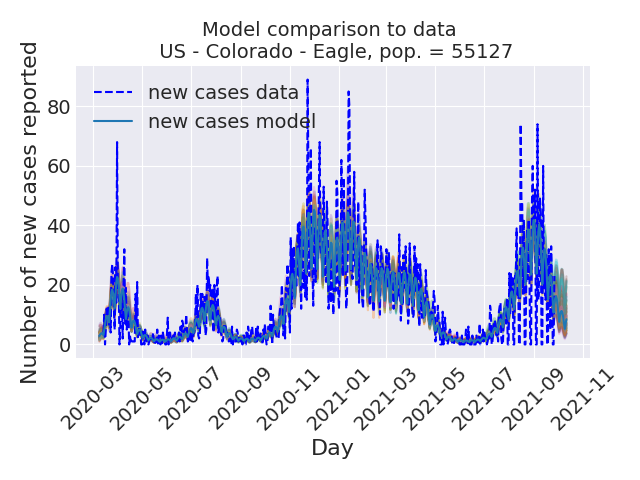 Model comparison to data
US - Colorado - Eagle, pop. = 55127
Number of new cases reported
80
60
40
20
0
new cases data
new cases model
2020-03
2020-05
2020-07
2020-09
2020-11
2021-01
2021-03
2021-05
2021-07
2021-09
2021-11
Day